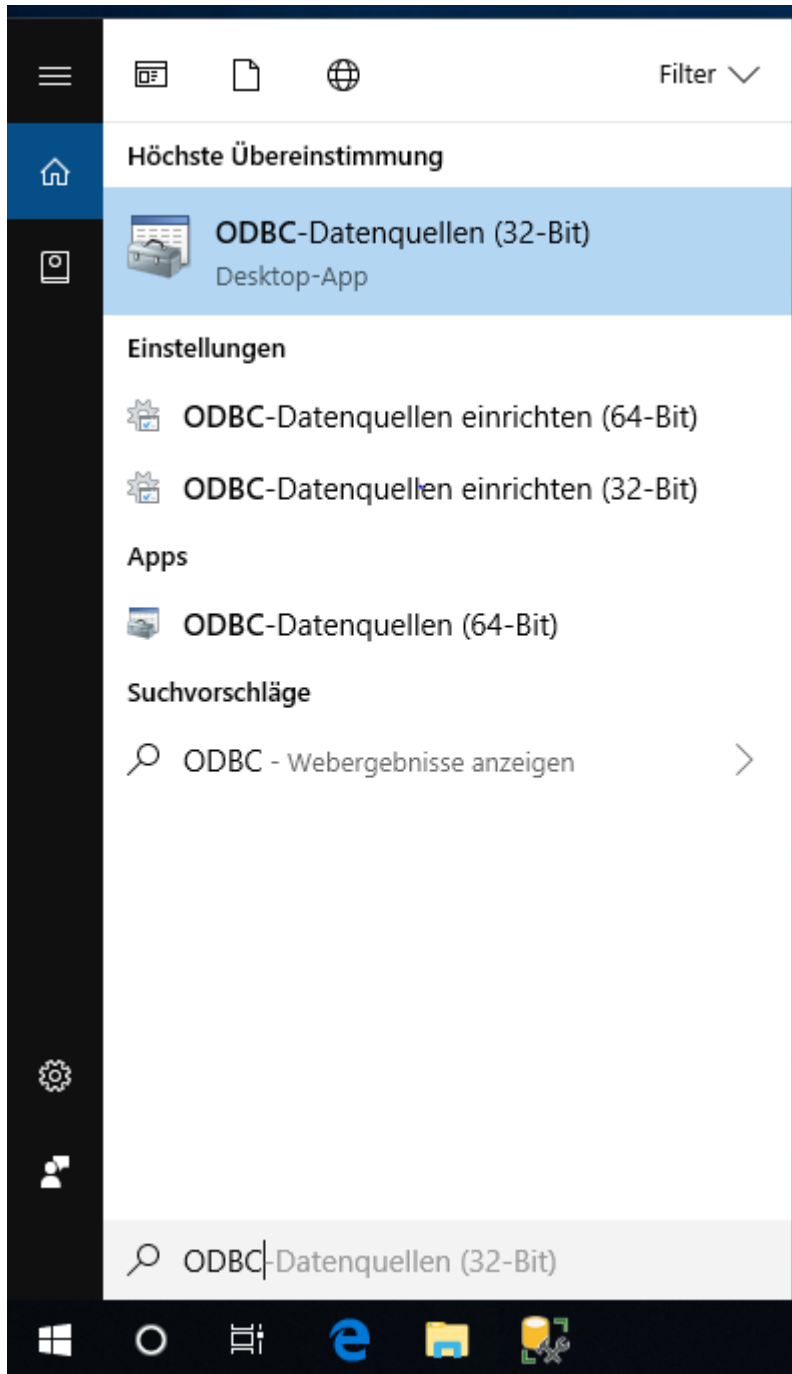 Filter
Höchste Übereinstimmung
ODBC-Datenquellen (32-Bit)
Desktop-App
Einstellungen
ODBC-Datenquellen einrichten (64-Bit)
ODBC-Datenquellen einrichten (32-Bit)
Apps
ODBC-Datenquellen (64-Bit)
Suchvorschläge
ODBC - Webergebnisse anzeigen
ODBC-Datenquellen (32-Bit)